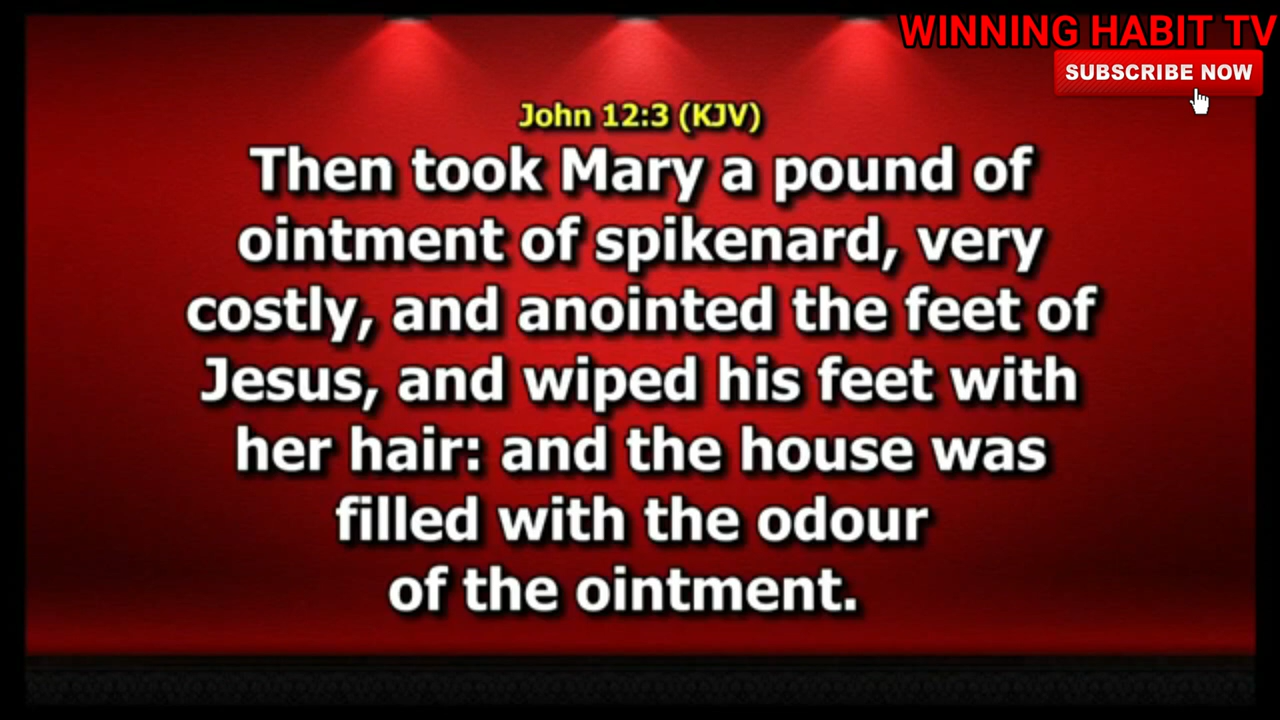 WINNING HABIT TV
SUBSCRIBE NOW
John 12:3 (KJV)
Then took Mary a pound of
ointment of spikenard, very
costly, and anointed the feet of
Jesus, and wiped his feet with
her hair: and the house was
filled with the odour
of the ointment.